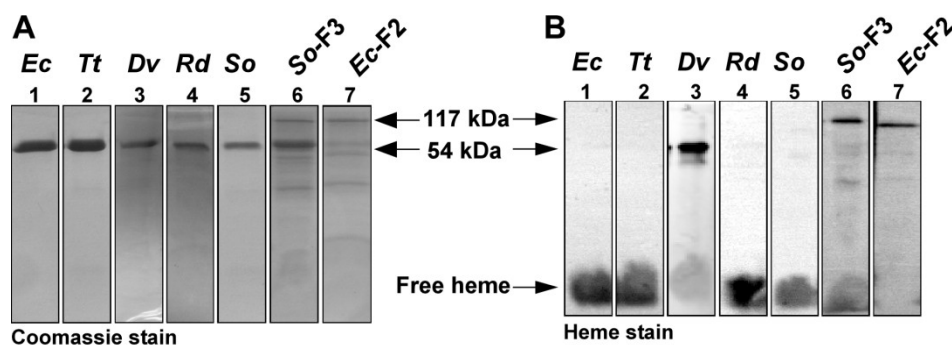 A
Ec Tt Dv Rd So So-F3 Ec-F2
1 2 3 4 5 6 7
117 kDa
54 kDa
Free heme
Coomassie stain
B
Ec Tt Dv Rd So So-F3 Ec-F2
1 2 3 4 5 6 7
Heme stain